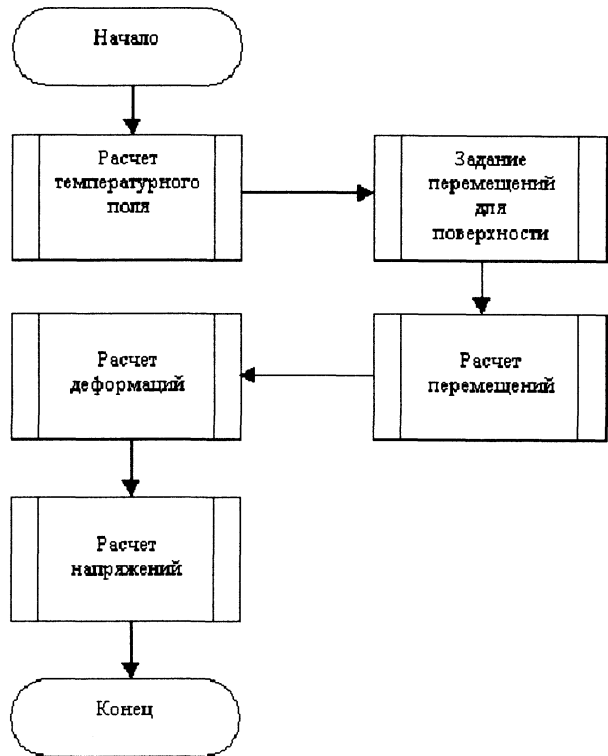 Начало
Расчет
температурного
поля
Задание
перемещений
для
поверхности
Расчет
перемещений
Расчет
деформаций
Расчет
напряжений
Конец